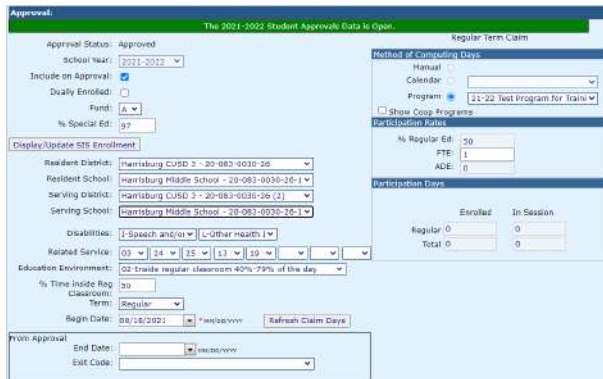 Approval:
The 2021-2022 Student Approvals Data is Open.
Approval Status: Approved
School Year: 2021-2022
Include on Approval:
Dually Enrolled:
Fund: A
% Special Ed: 97
Display/Update SIS Enrollment
Resident District: Harrisburg CUSD 3 - 20-083-0030-26
Resident School: Harrisburg Middle School - 20-083-0030-26-1
Serving District: Harrisburg CUSD 3 - 20-083-0030-26 (2)
Serving School: Harrisburg Middle School - 20-083-0030-26-1
Disabilities: I-Speech and/or L-Other Health I
Related Service: 03 24 25 13 19
Education Environment: 02-Inside regular classroom 40%-79% of the day
% Time inside Reg Classroom: 50
Term: Regular
Begin Date: 08/16/2021 * MM/DD/YYYY Refresh Claim Days
From Approval
End Date: MM/DD/YYYY
Exit Code:
Regular Term Claim
Method of Computing Days
Manual
Calendar
Program 21-22 Test Program for Traini
Show Coop Programs
Participation Rates
% Regular Ed: 50
FTE: 1
ADE: 0
Participation Days
Enrolled In Session
Regular 0 0
Total 0 0